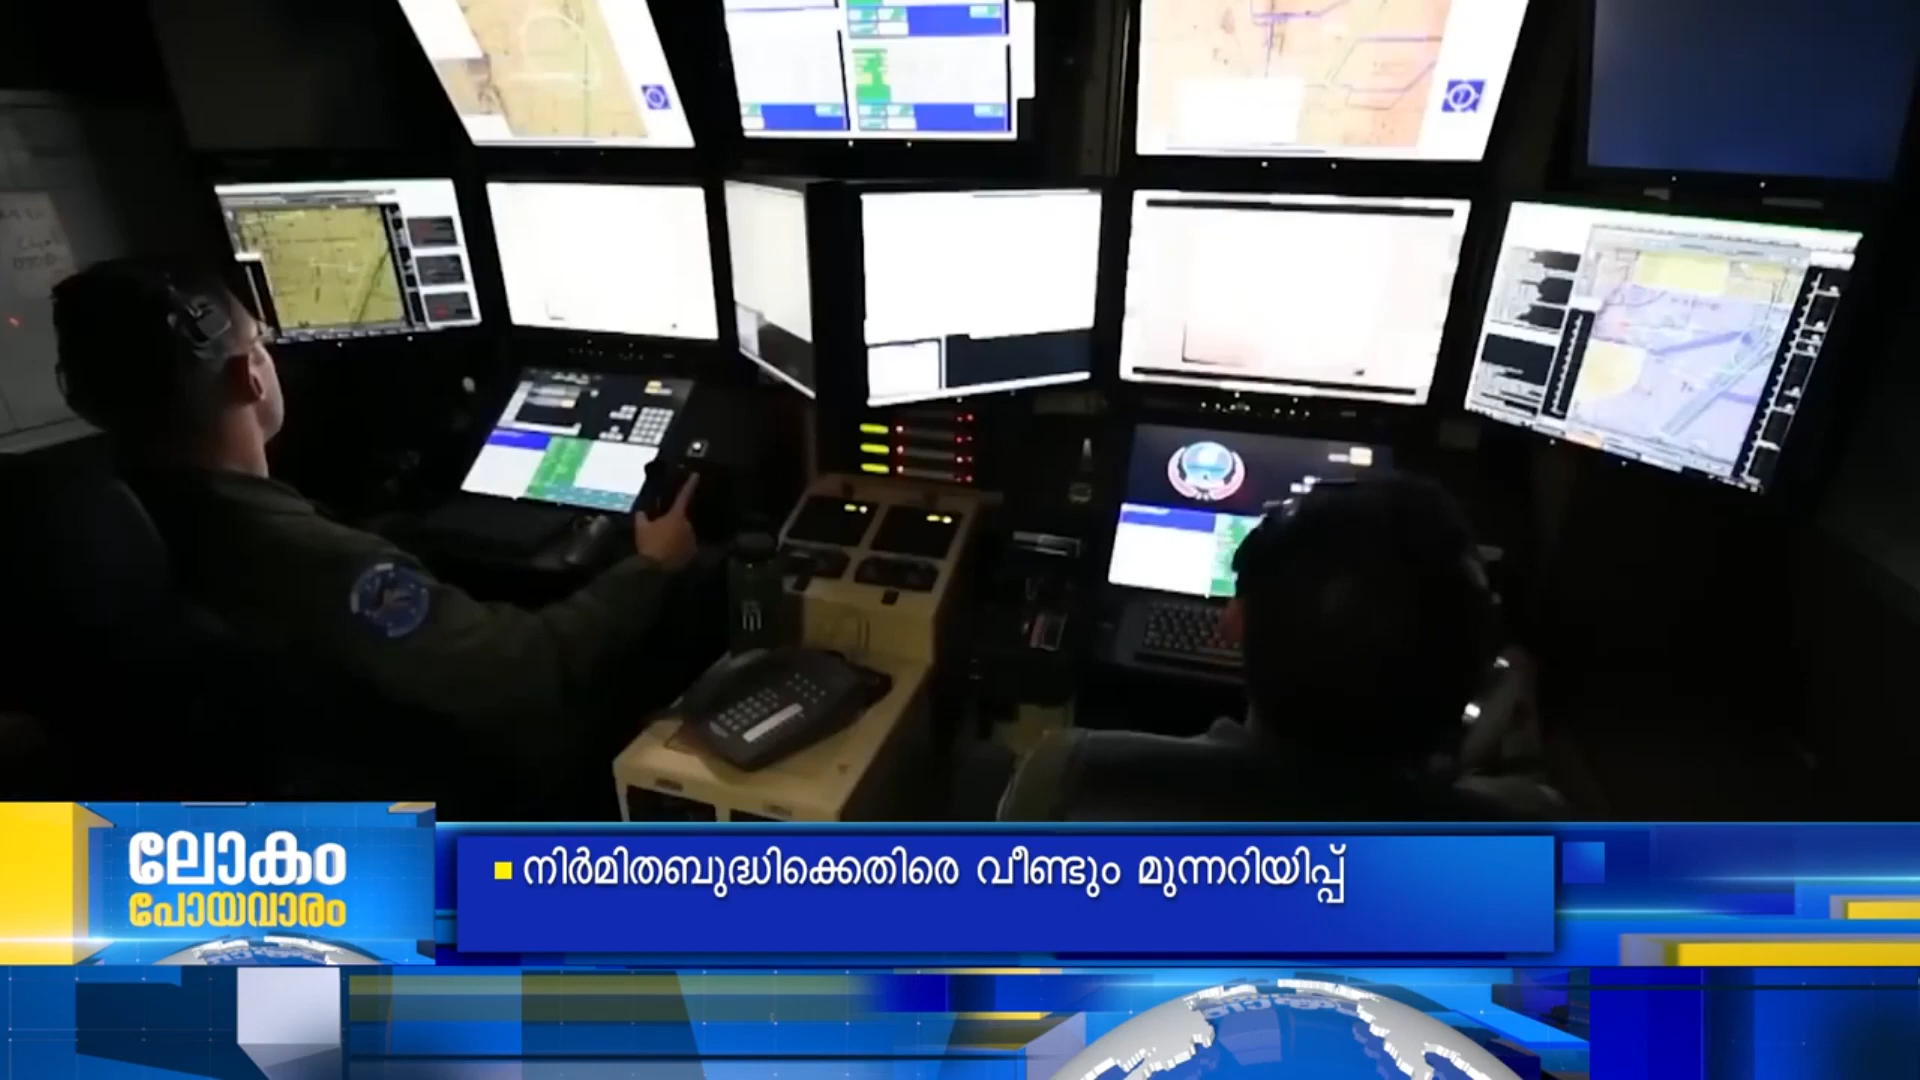 ലോകം
പോയവാരം
നിർമിതബുദ്ധിക്കെതിരെ വീണ്ടും മുന്നറിയിപ്പ്